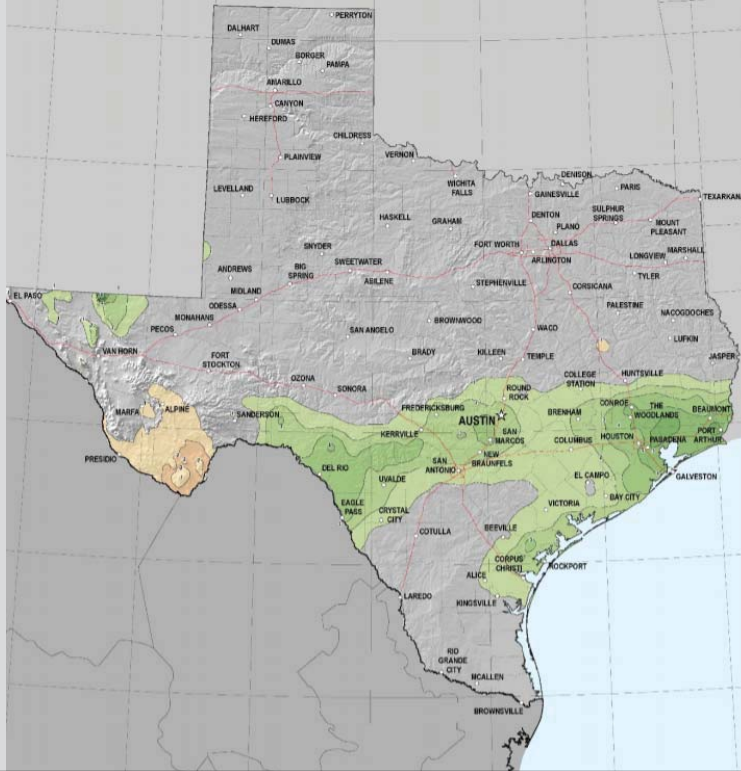 PERRYTON
DALHART
DUMAS
BORGER
PAMPA
AMARILLO
CANYON
HEREFORD
CHILDRESS
VERNON
PLAINVIEW
WICHITA
FALLS
DENISON
PARIS
TEXARKANA
GAINESVILLE
LEVELLAND
LUBBOCK
SULPHUR
SPRINGS
DENTON
MOUNT
PLEASANT
HASKELL
GRAHAM
PLANO
SNYDER
FORT WORTH
DALLAS
ARLINGTON
LONGVIEW
MARSHALL
ANDREWS
BIG
SPRING
SWEETWATER
ABILENE
STEPHENVILLE
TYLER
EL PASO
MIDLAND
CORSICANA
ODESSA
PALESTINE
MONAHANS
NACOGDOCHES
PECOS
BROWNWOOD
WACO
SAN ANGELO
LUFKIN
VAN HORN
FORT
STOCKTON
BRADY
KILLEEN
TEMPLE
JASPER
COLLEGE
STATION
HUNTSVILLE
OZONA
SONORA
ROUND
ROCK
MARFA
ALPINE
SANDERSON
FREDERICKSBURG
AUSTIN
BRENHAM
CONROE
THE
WOODLANDS
BEAUMONT
KERRVILLE
SAN
MARCOS
PORT
ARTHUR
PRESIDIO
HOUSTON
PASADENA
COLUMBUS
NEW
BRAUNFELS
DEL RIO
SAN
ANTONIO
UVALDE
EL CAMPO
GALVESTON
EAGLE
PASS
CRYSTAL
CITY
VICTORIA
BAY CITY
COTULLA
BEEVILLE
CORPUS
CHRISTI
ROCKPORT
ALICE
LAREDO
KINGSVILLE
RIO
GRANDE
CITY
MCALLEN
BROWNSVILLE